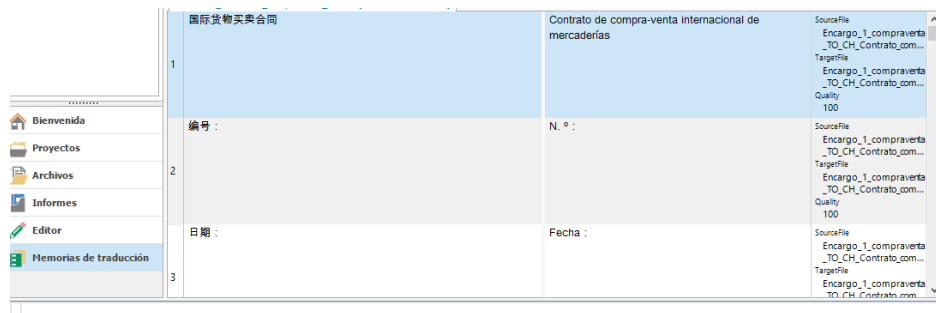 国际货物买卖合同
Contrato de compra-venta internacional de
mercaderías
SourceFile
Encargo_1_compraventa
_TO_CH_Contrato_com...
TargetFile
Encargo_1_compraventa
_TO_CH_Contrato_com...
Quality
100
1
Bienvenida
Proyectos
Archivos
Informes
Editor
Memorias de traducción
编号：
N. º :
SourceFile
Encargo_1_compraventa
_TO_CH_Contrato_com...
TargetFile
Encargo_1_compraventa
_TO_CH_Contrato_com...
Quality
100
2
日期：
Fecha :
SourceFile
Encargo_1_compraventa
_TO_CH_Contrato_com...
TargetFile
Encargo_1_compraventa
_TO_CH_Contrato_com...
3